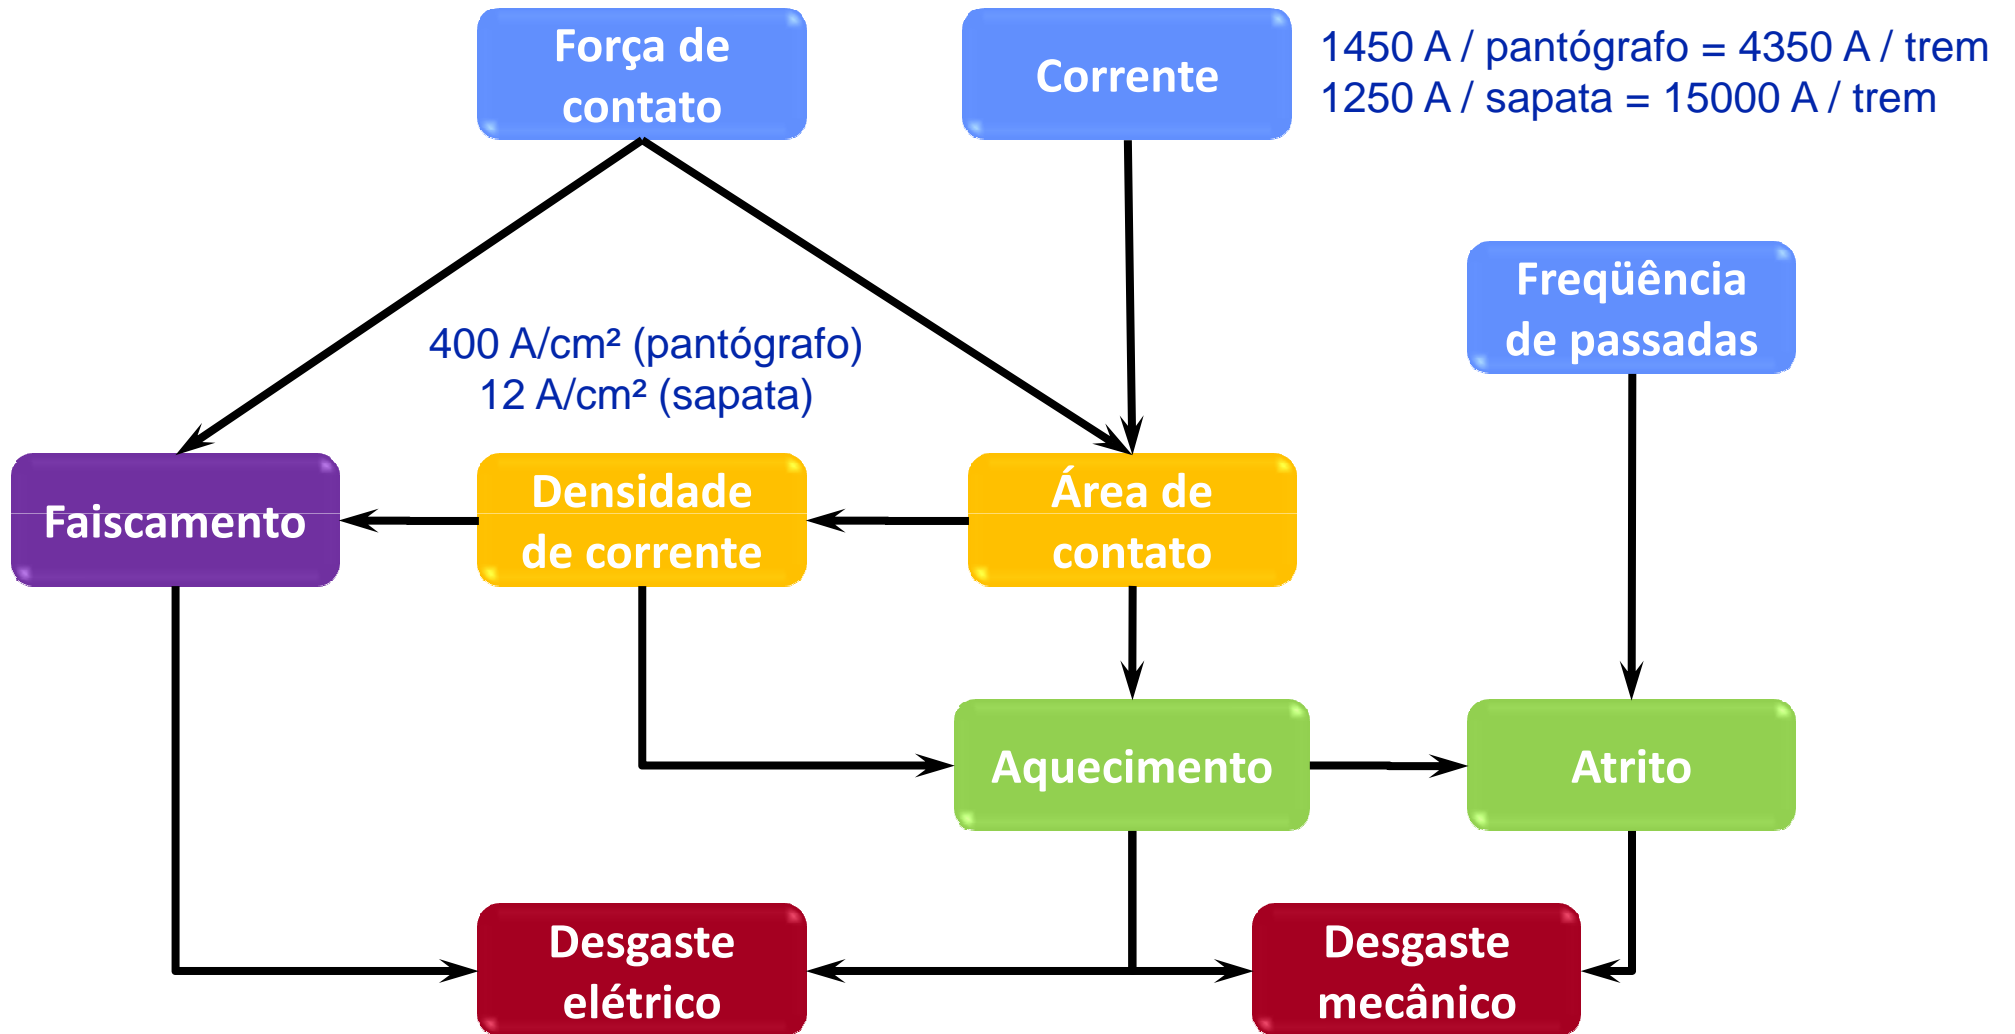 Força de
contato
Corrente
1450 A / pantógrafo = 4350 A / trem
1250 A / sapata = 15000 A / trem
Freqüência
de passadas
400 A/cm² (pantógrafo)
12 A/cm² (sapata)
Faiscamento
Densidade
de corrente
Área de
contato
Aquecimento
Atrito
Desgaste
elétrico
Desgaste
mecânico